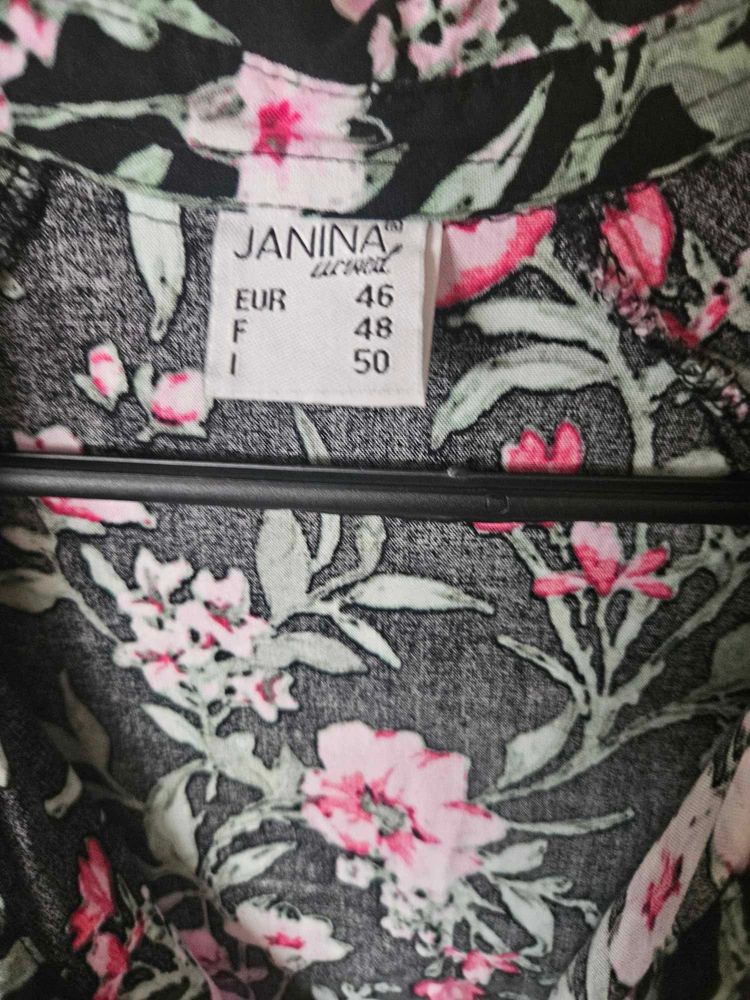 JANINA®
curved
EUR 46
F 48
I 50